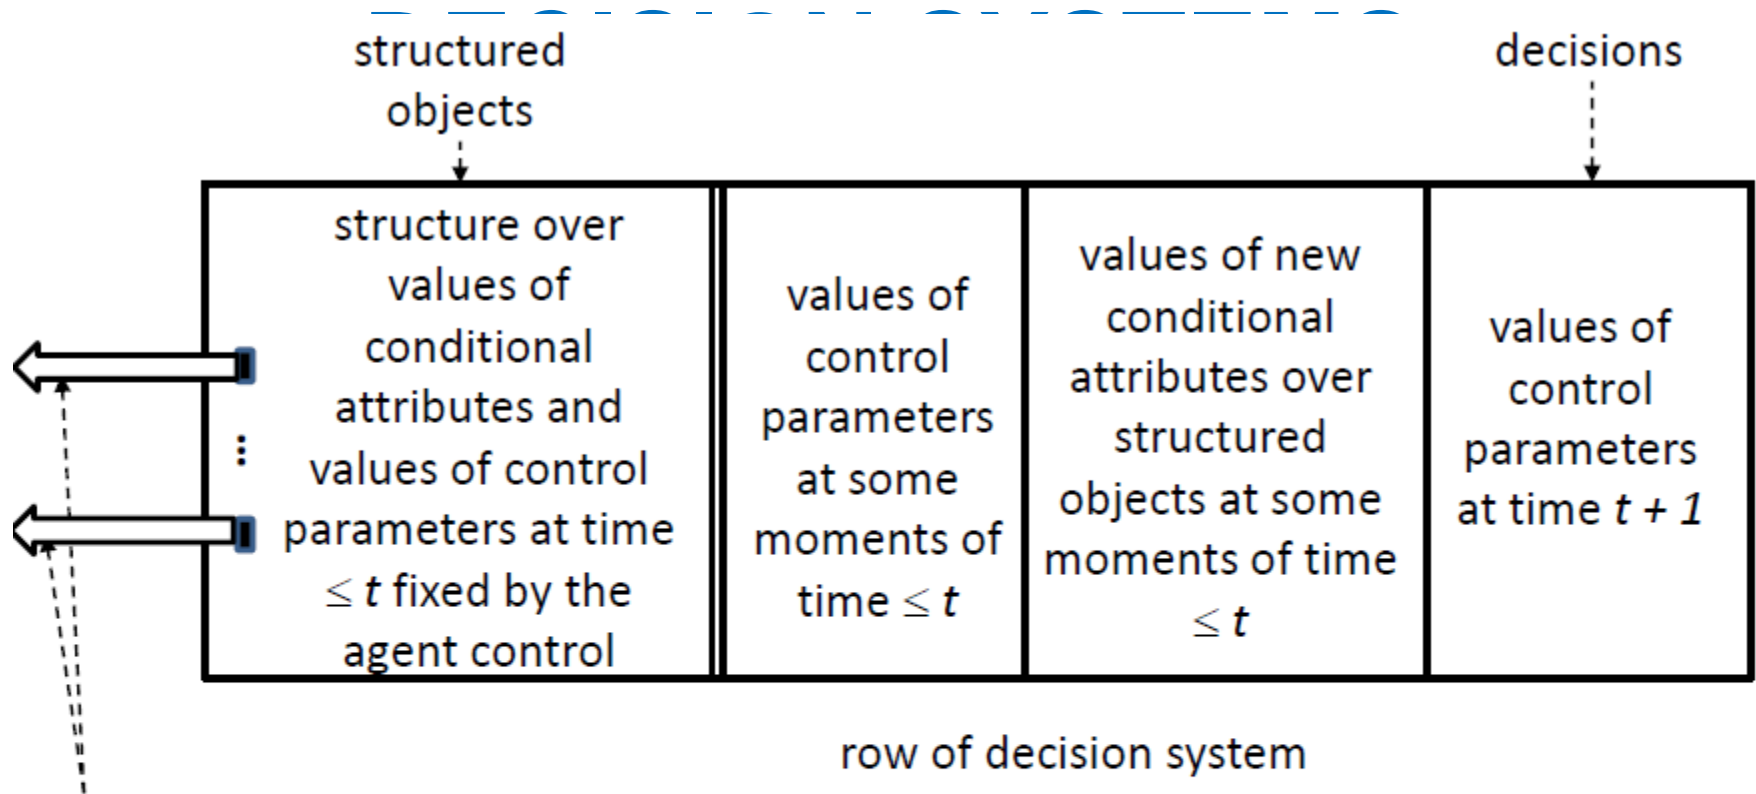 structured
objects
decisions
structure over
values of
conditional
attributes and
values of control
parameters at time
≤ t fixed by the
agent control
values of
control
parameters
at some
moments of
time ≤ t
values of new
conditional
attributes over
structured
objects at some
moments of time
≤ t
values of
control
parameters
at time t + 1
row of decision system